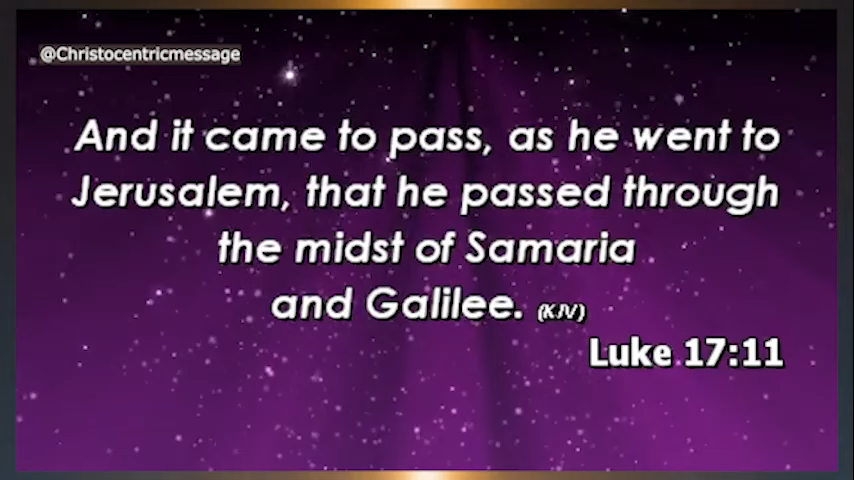 @Christocentricmessage
And it came to pass, as he went to
Jerusalem, that he passed through
the midst of Samaria
and Galilee. (KJV)
Luke 17:11